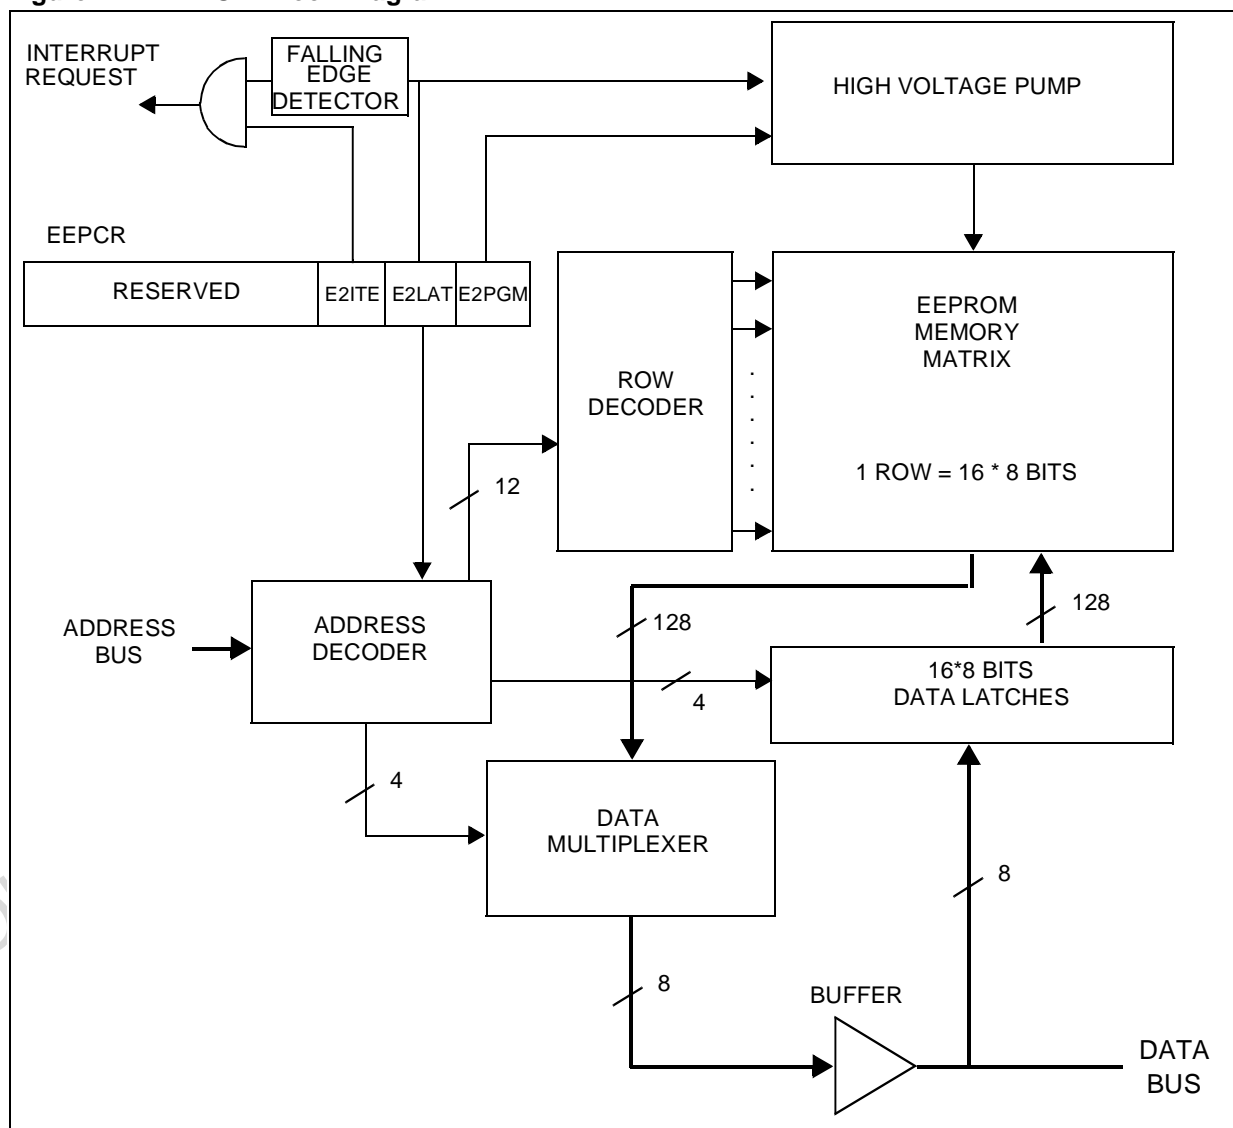 INTERRUPT
REQUEST
FALLING
EDGE
DETECTOR
HIGH VOLTAGE PUMP
EEPCR
RESERVED
E2ITE
E2LAT
E2PGM
EEPROM
MEMORY
MATRIX
1 ROW = 16 * 8 BITS
ROW
DECODER
12
ADDRESS
BUS
ADDRESS
DECODER
128
128
4
16*8 BITS
DATA LATCHES
4
DATA
MULTIPLEXER
8
8
BUFFER
DATA
BUS